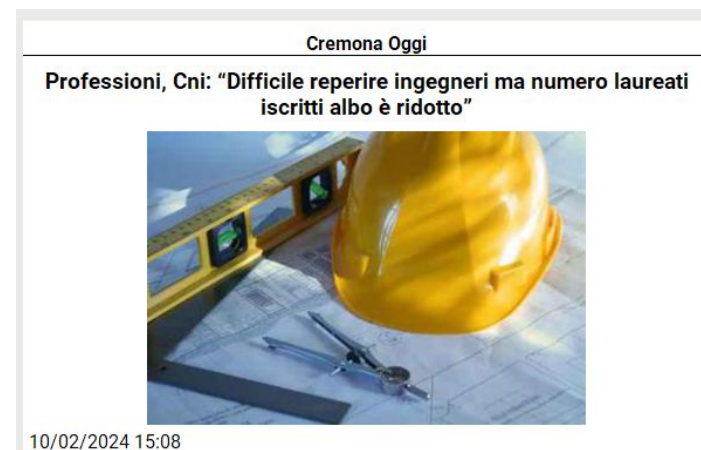 Cremona Oggi
Professioni, Cni: “Difficile reperire ingegneri ma numero laureati
iscritti albo è ridotto”
10/02/2024 15:08